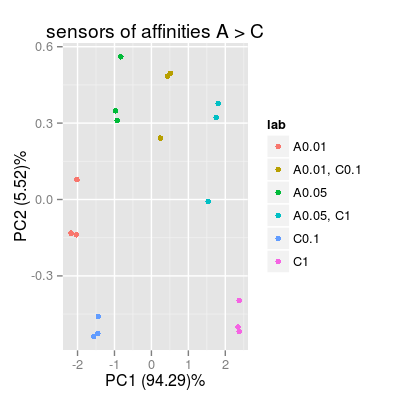 sensors of affinities A > C
0.6
0.3
0.0
-0.3
PC2 (5.52)%
-2 -1 0 1 2
PC1 (94.29)%
lab
A0.01
A0.01, C0.1
A0.05
A0.05, C1
C0.1
C1